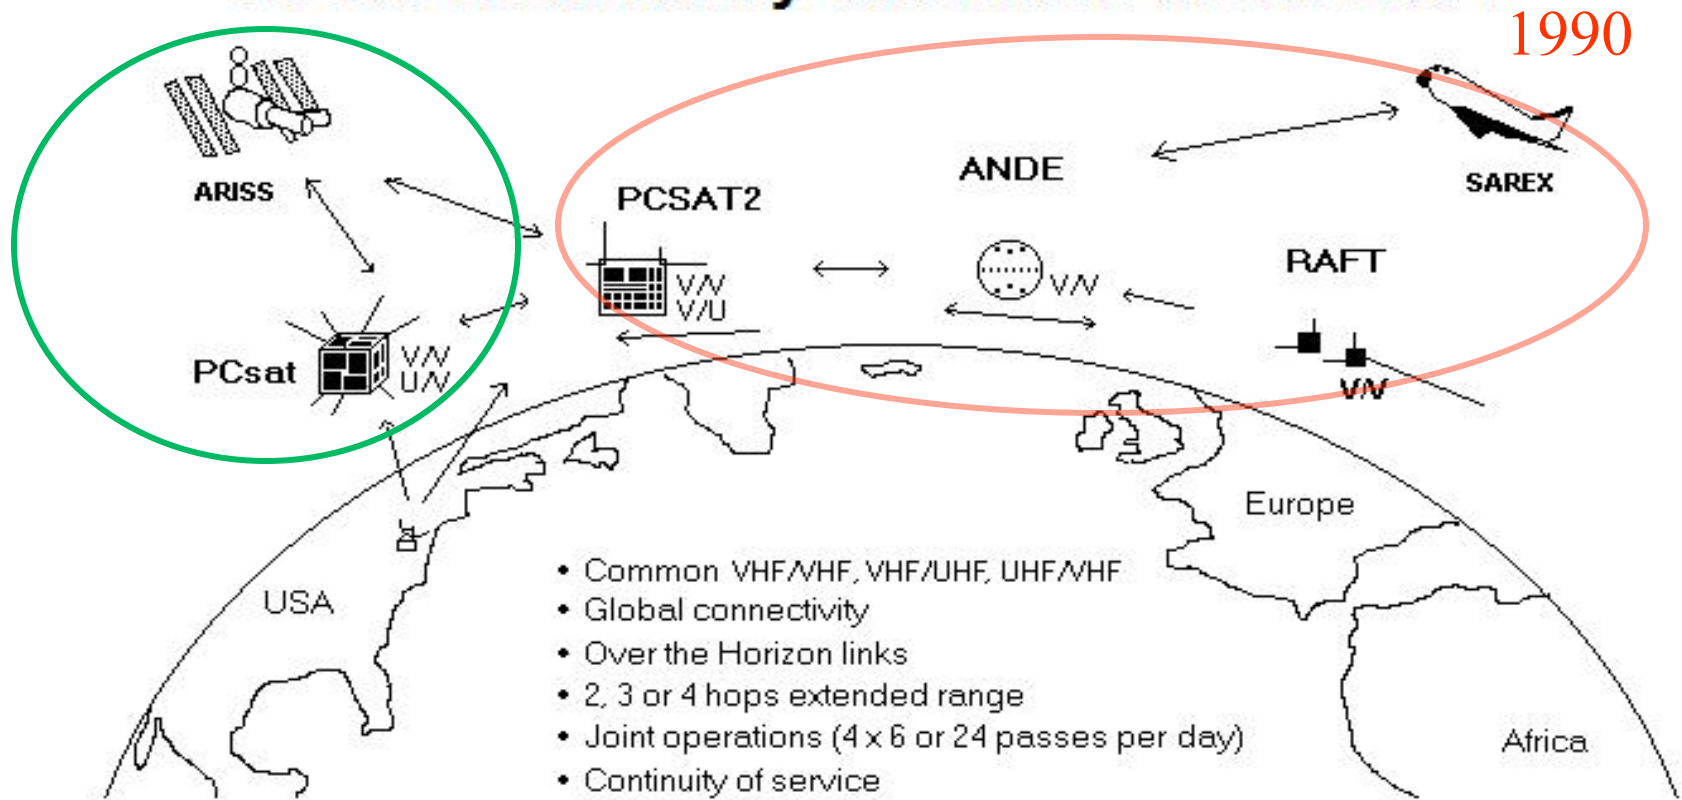 1990
ARISS
PCSAT2
ANDE
SAREX
V/V
V/U
V/V
RAFT
PCsat
V/V
U/V
V/V
Europe
USA
• Common VHF/VHF, VHF/UHF, UHF/VHF
• Global connectivity
• Over the Horizon links
• 2, 3 or 4 hops extended range
• Joint operations (4 x 6 or 24 passes per day)
• Continuity of service
Africa